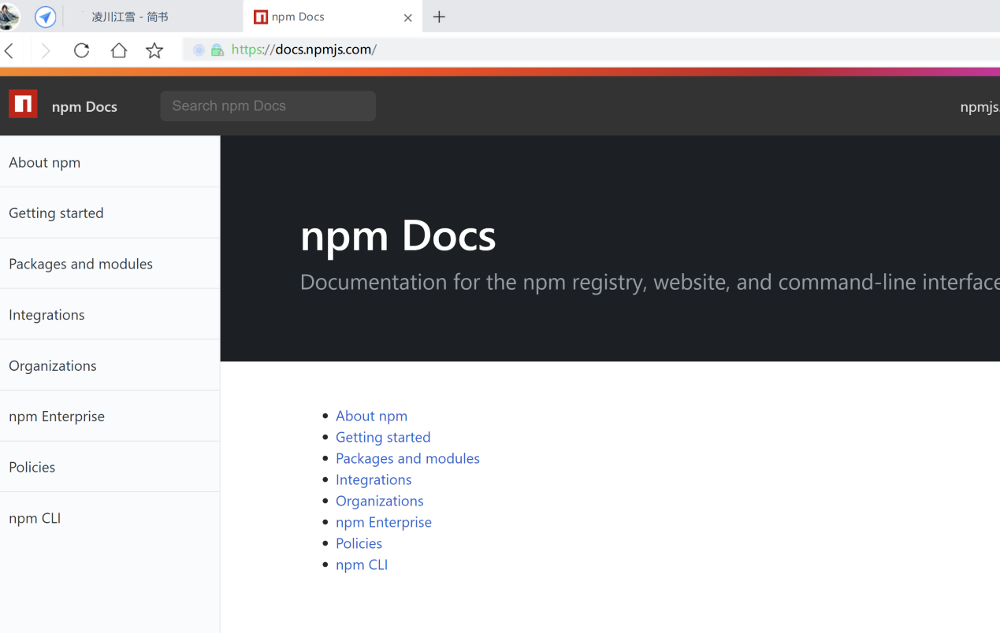 凌川江雪 - 简书
npm Docs
https://docs.npmjs.com/
npm Docs
Search npm Docs
npmjs.
About npm
Getting started
Packages and modules
Integrations
Organizations
npm Enterprise
Policies
npm CLI
npm Docs
Documentation for the npm registry, website, and command-line interface
About npm
Getting started
Packages and modules
Integrations
Organizations
npm Enterprise
Policies
npm CLI